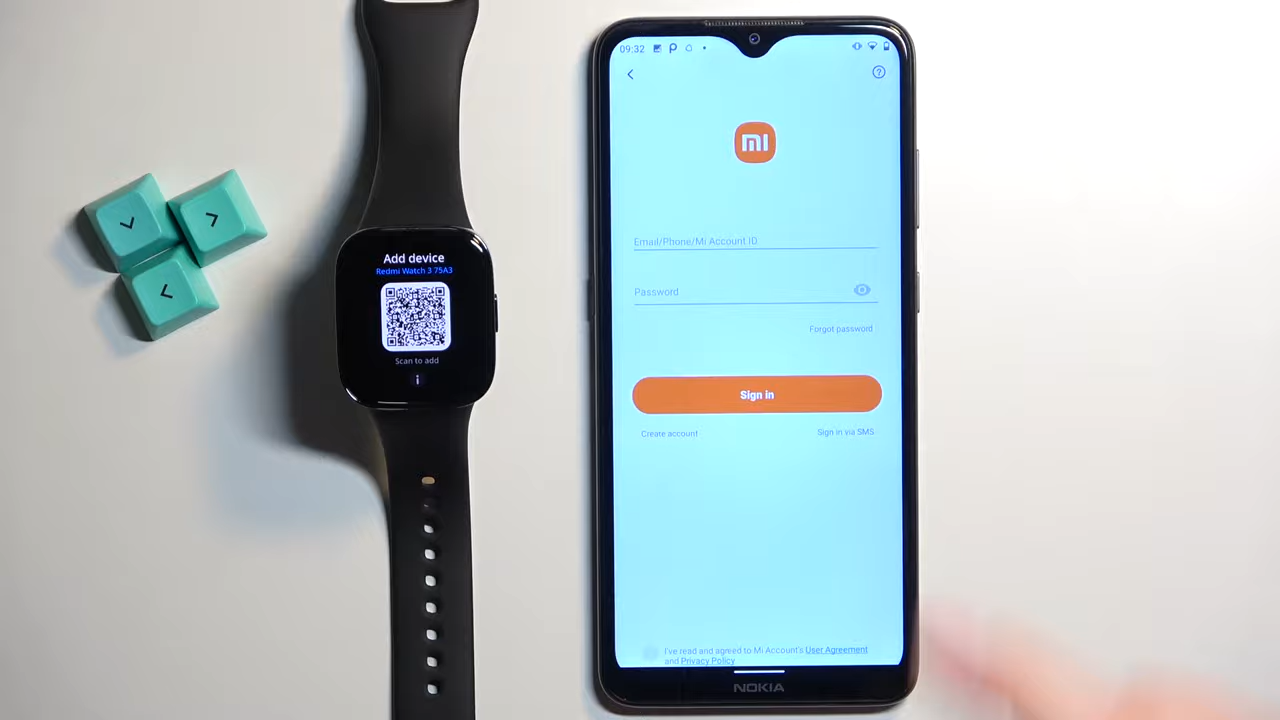 Add device
Redmi Watch 3 75A3
Scan to add
i
09:32
mi
Email/Phone/Mi Account ID
Password
Forgot password
Sign in
Create account
Sign in via SMS
I've read and agreed to Mi Account's User Agreement
and Privacy Policy
NOKIA